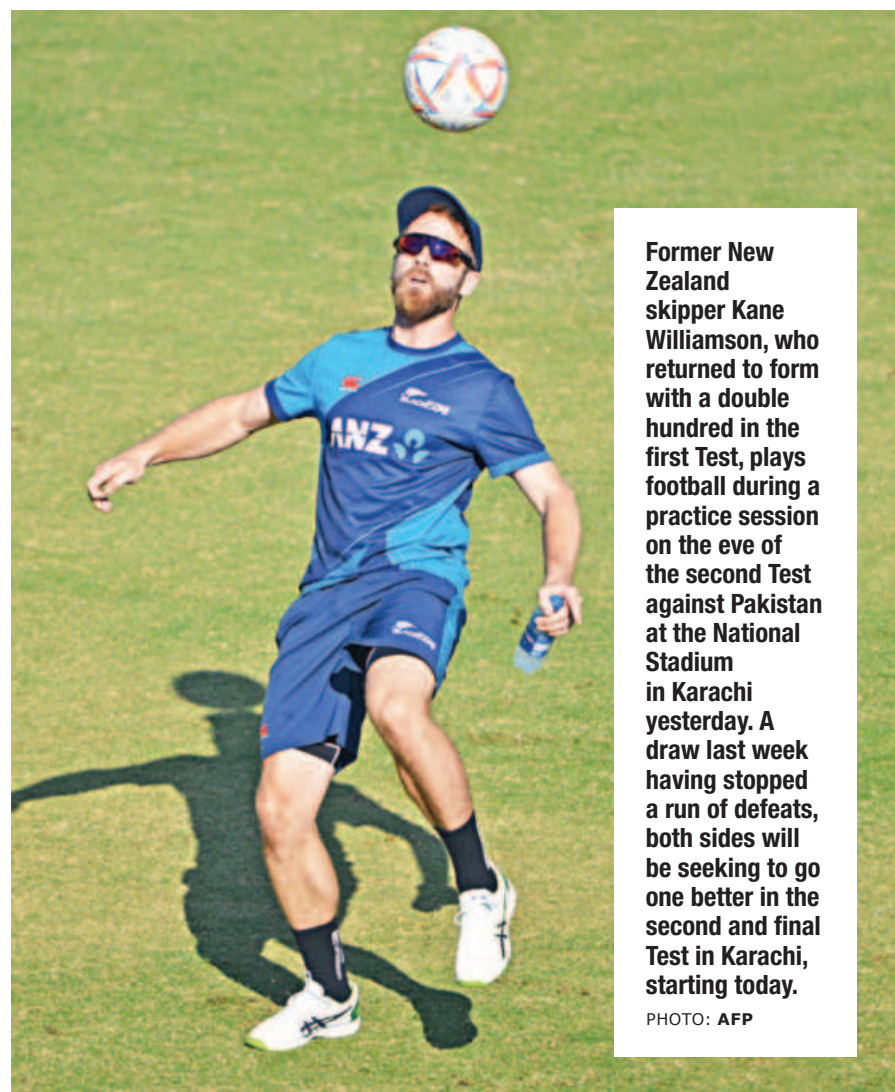 ANZ
Former New
Zealand
skipper Kane
Williamson, who
returned to form
with a double
hundred in the
first Test, plays
football during a
practice session
on the eve of
the second Test
against Pakistan
at the National
Stadium
in Karachi
yesterday. A
draw last week
having stopped
a run of defeats,
both sides will
be seeking to go
one better in the
second and final
Test in Karachi,
starting today.
PHOTO: AFP